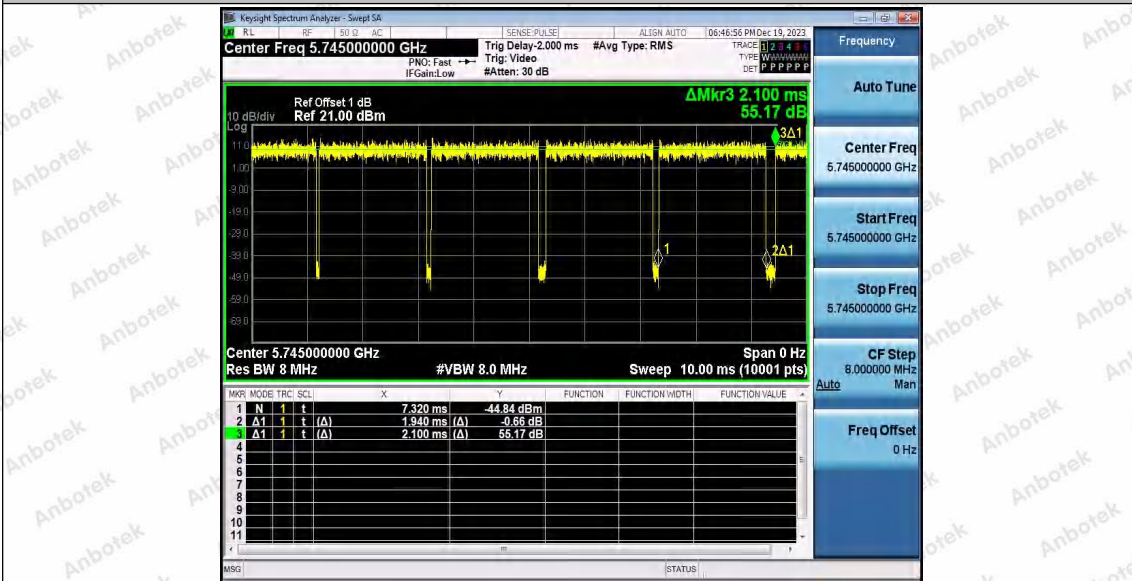 Keysight Spectrum Analyzer - Swept SA
RL RF 50 Ω AC SENSE:PULSE ALIGN AUTO 06:46:56 PM Dec 19, 2023
Center Freq 5.745000000 GHz
Trig Delay-2.000 ms #Avg Type: RMS
TRACE 1 2 3 4 5 6
PNO: Fast Trig: Video
TYPE WWWWWW
IFGain:Low #Atten: 30 dB
DET P P P P P P
ΔMkr3 2.100 ms
55.17 dB
Ref Offset 1 dB
10 dB/div Ref 21.00 dBm
Log
3Δ1
11.0
1.00
-9.00
-19.0
-29.0
-39.0
-49.0
-59.0
-69.0
1
2Δ1
Center 5.745000000 GHz Span 0 Hz
Res BW 8 MHz #VBW 8.0 MHz Sweep 10.00 ms (10001 pts)
MKR MODE TRC SCL X Y FUNCTION FUNCTION WIDTH FUNCTION VALUE
1 N 1 t 7.320 ms -44.84 dBm
2 Δ1 1 t (Δ) 1.940 ms (Δ) -0.66 dB
3 Δ1 1 t (Δ) 2.100 ms (Δ) 55.17 dB
4
5
6
7
8
9
10
11
MSG STATUS
Frequency
Auto Tune
Center Freq
5.745000000 GHz
Start Freq
5.745000000 GHz
Stop Freq
5.745000000 GHz
CF Step
8.000000 MHz
Auto Man
Freq Offset
0 Hz
Anbotek